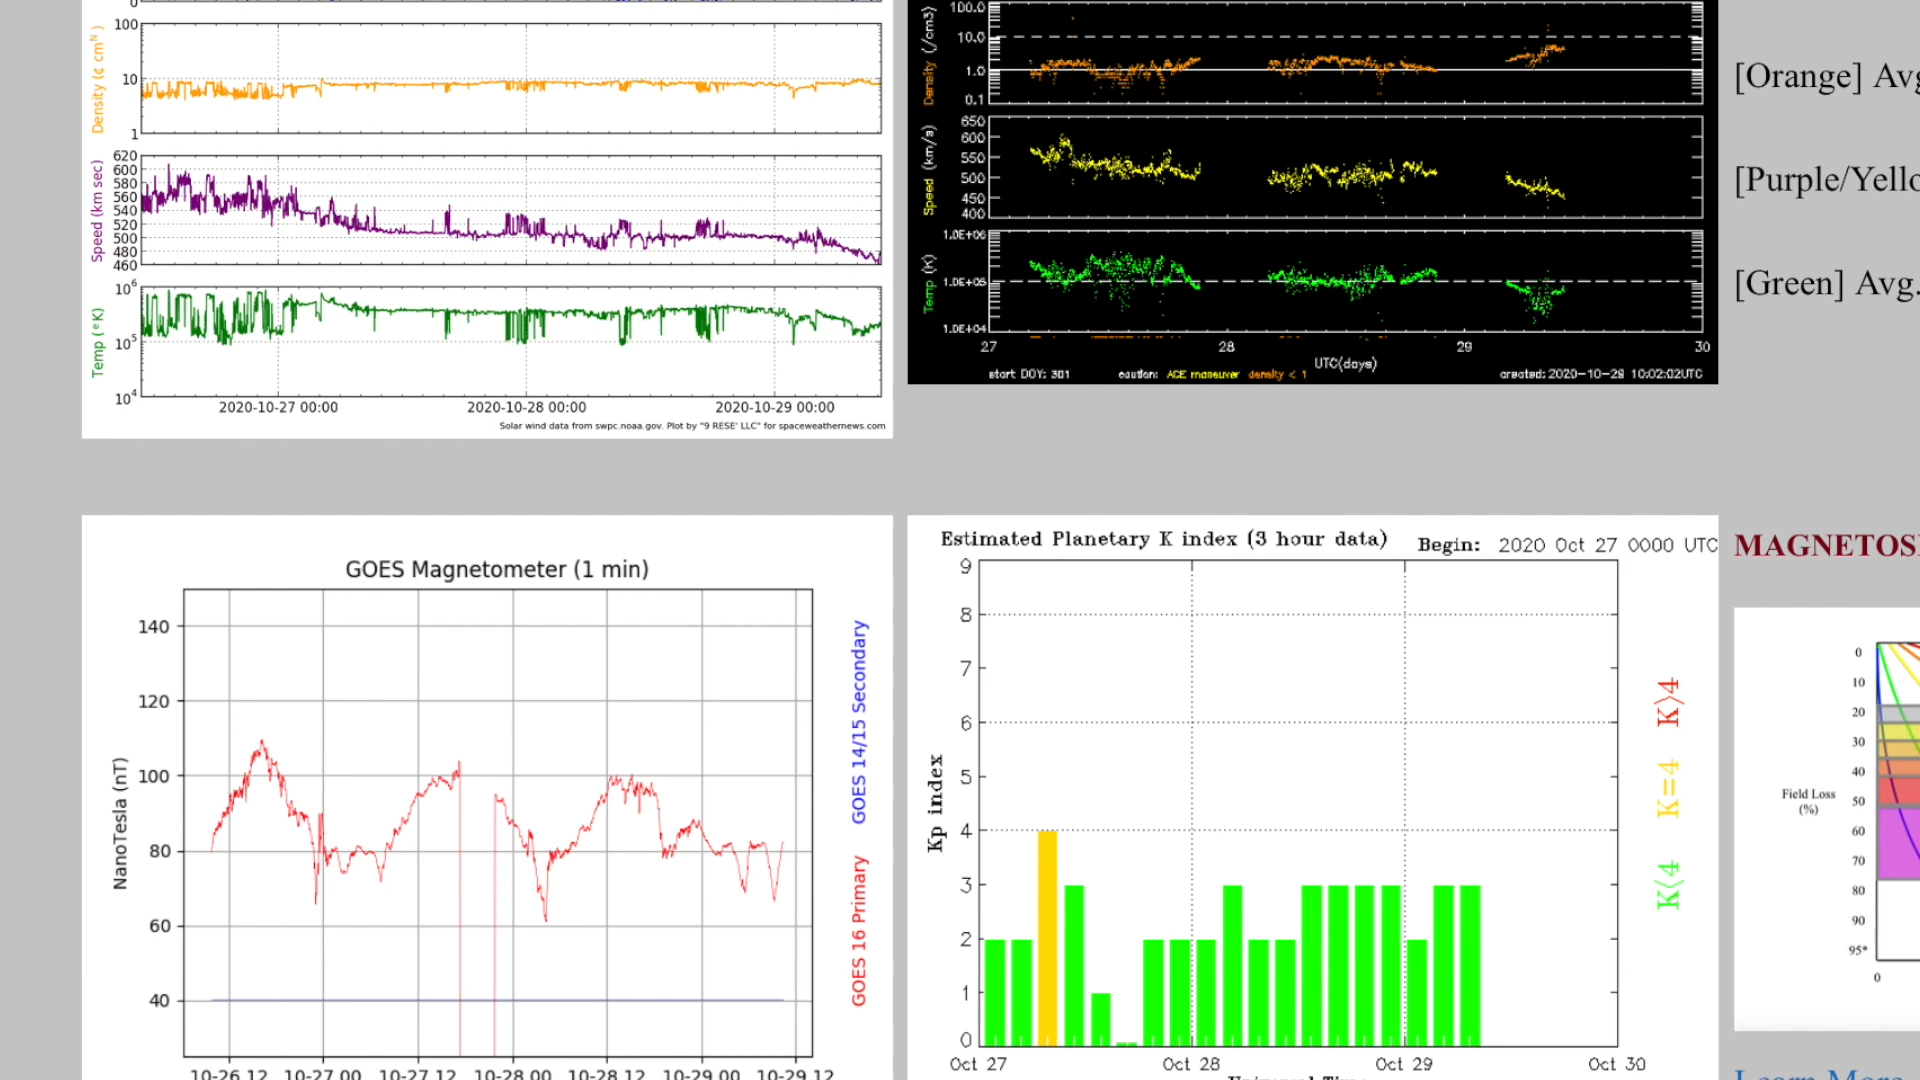 0
100
10
1
Density (¢ cmᴺ )
620
600
580
560
540
520
500
480
460
Speed (km sec)
10⁶
10⁵
10⁴
Temp (°K)
2020-10-27 00:00
2020-10-28 00:00
2020-10-29 00:00
Solar wind data from swpc.noaa.gov. Plot by "9 RESE' LLC" for spaceweathernews.com
100.0
10.0
1.0
0.1
Density (/cm3)
650
600
550
500
450
400
Speed (km/s)
1.0E+06
1.0E+05
1.0E+04
Temp (K)
27
28
29
30
UTC(days)
start DOY: 301
caution: ACE maneuver density < 1
created: 2020-10-29 10:02:02UTC
[Orange] Avg
[Purple/Yello
[Green] Avg.
GOES Magnetometer (1 min)
140
120
100
80
60
40
NanoTesla (nT)
10-26 12
10-27 00
10-27 12
10-28 00
10-28 12
10-29 00
10-29 12
GOES 14/15 Secondary
GOES 16 Primary
Estimated Planetary K index (3 hour data)
Begin: 2020 Oct 27 0000 UTC
9
8
7
6
5
4
3
2
1
0
Kp index
Oct 27
Oct 28
Oct 29
Oct 30
Universal Time
K>4
K=4
K<4
MAGNETOS
0
10
20
30
40
50
60
70
80
90
95*
Field Loss
(%)
0
Learn More